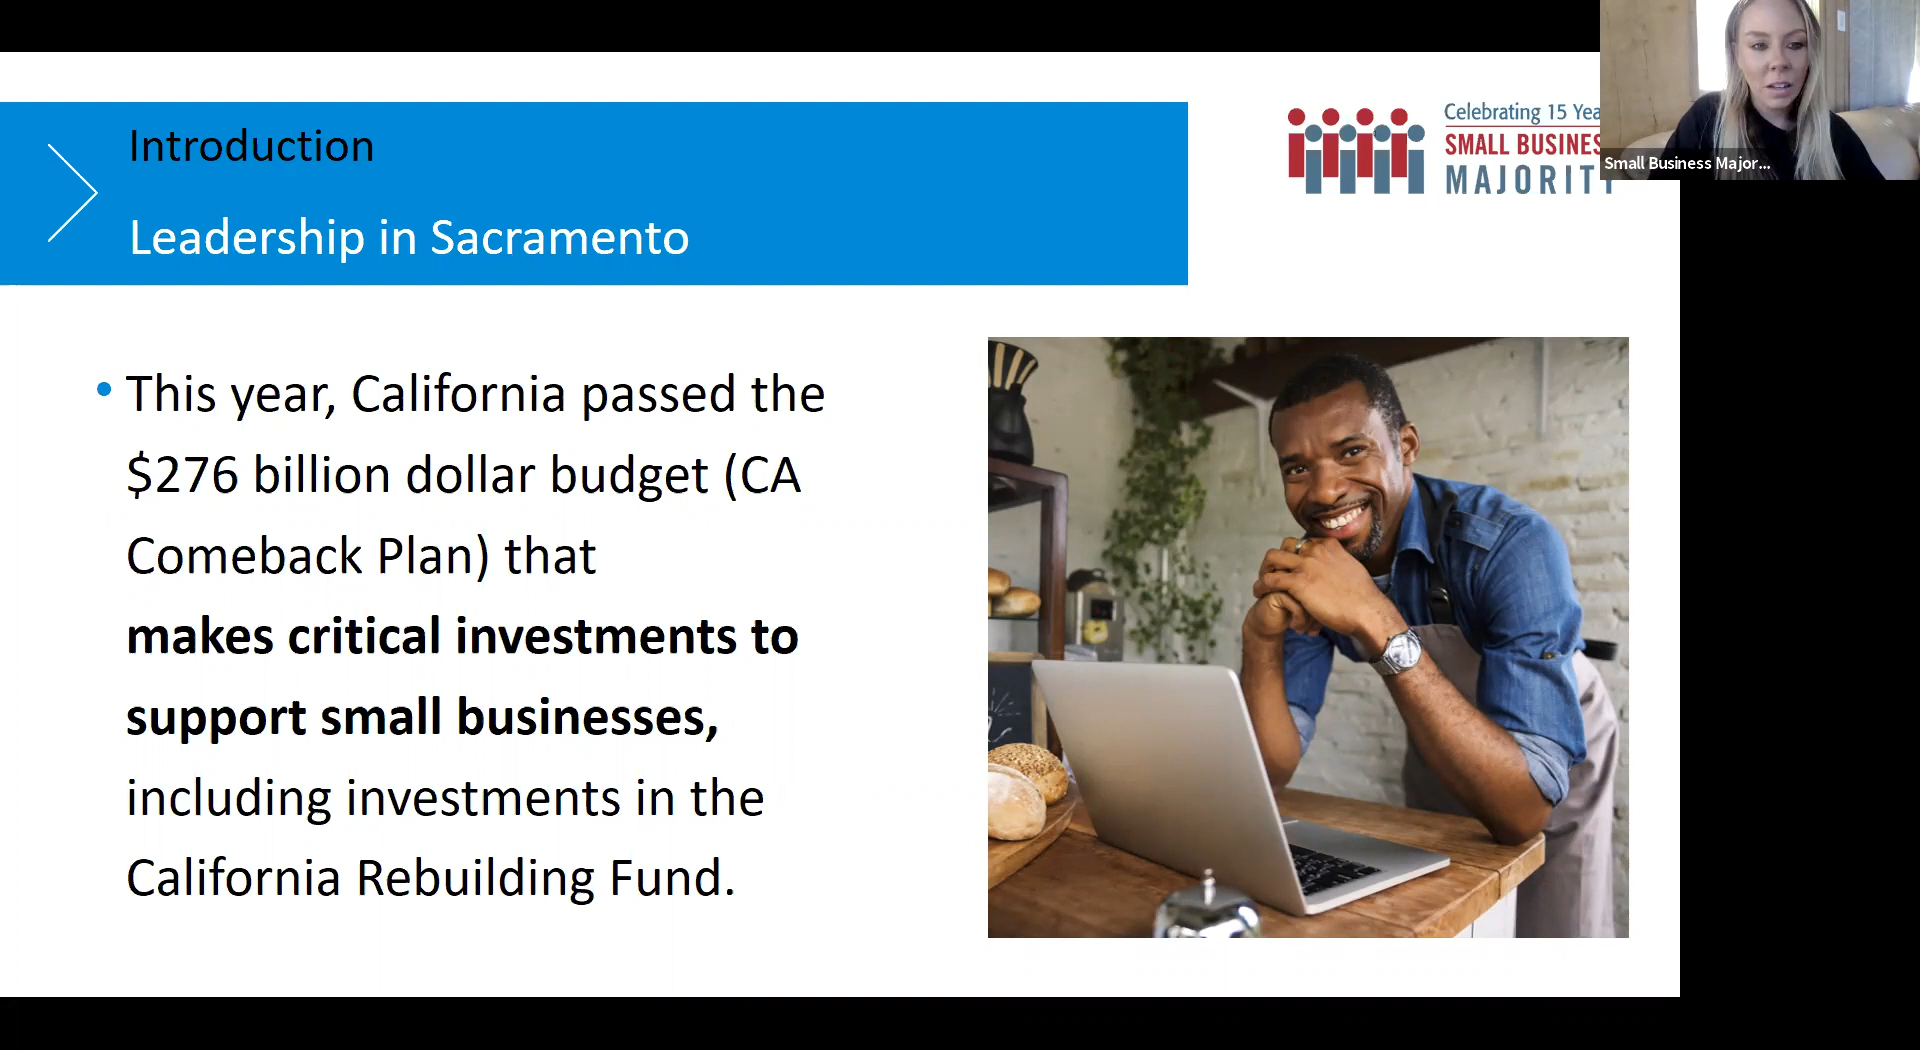 Introduction
Leadership in Sacramento
Celebrating 15
SMALL
MAJORITY
Small Business Major...
This year, California passed the
$276 billion dollar budget (CA
Comeback Plan) that
makes critical investments to
support small businesses,
including investments in the
California Rebuilding Fund.